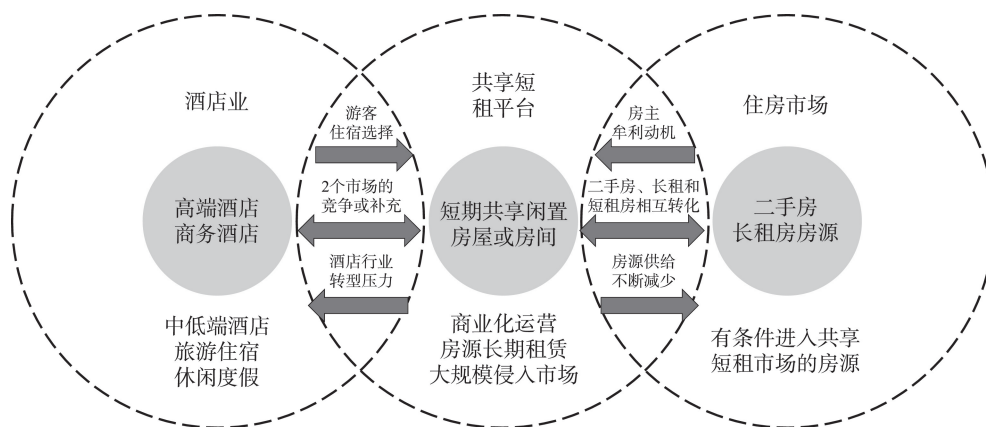 酒店业
高端酒店
商务酒店
中低端酒店
旅游住宿
休闲度假
游客
住宿选择
2个市场的
竞争或补充
酒店行业
转型压力
共享短
租平台
短期共享闲置
房屋或房间
商业化运营
房源长期租赁
大规模侵入市场
房主
牟利动机
二手房、长租和
短租房相互转化
房源供给
不断减少
住房市场
二手房
长租房房源
有条件进入共享
短租市场的房源